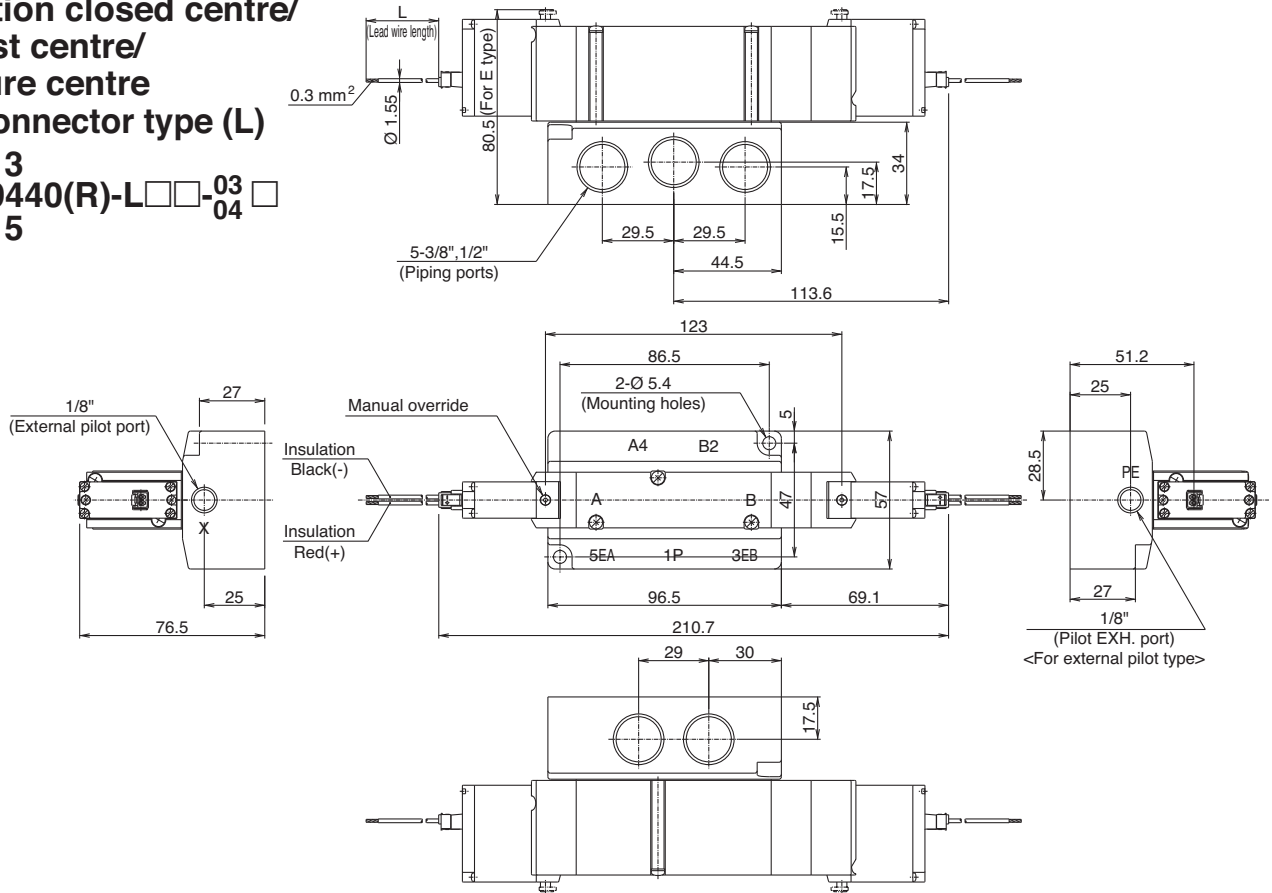 tion closed centre/
st centre/
ure centre
onnector type (L)
3
0440(R)-L□□-03 □
04
5
L
(Lead wire length)
0.3 mm²
Ø 1.55
80.5 (For E type)
34
17.5
15.5
29.5 29.5
5-3/8",1/2"
(Piping ports)
44.5
113.6
123
86.5
2-Ø 5.4
(Mounting holes)
5
Manual override
Insulation
Black(-)
Insulation
Red(+)
A4 B2
A B
47
57
5EA 1P 3EB
96.5 69.1
210.7
27
1/8"
(External pilot port)
X
25
76.5
51.2
25
28.5
PE
27
1/8"
(Pilot EXH. port)
<For external pilot type>
29 30
17.5